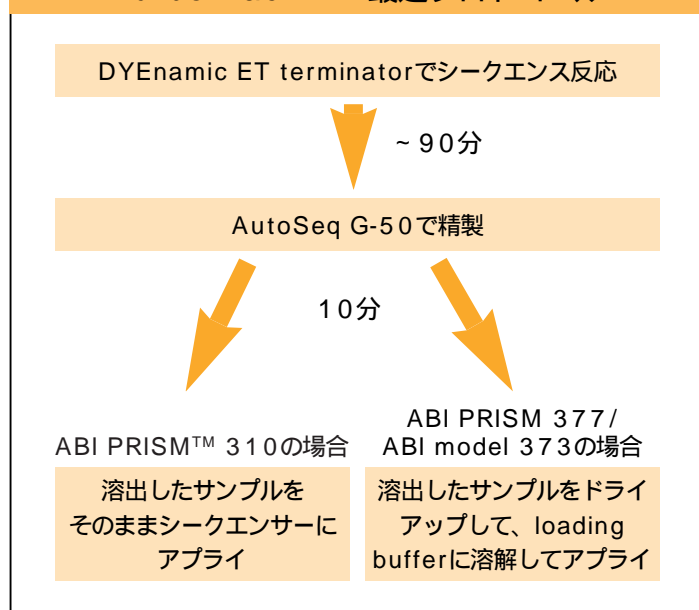 DYEnamic ET terminatorでシークエンス反応
~ 90分
AutoSeq G-50で精製
10分
ABI PRISM™ 310の場合
溶出したサンプルを
そのままシークエンサーに
アプライ
ABI PRISM 377/
ABI model 373の場合
溶出したサンプルをドライ
アップして、loading
bufferに溶解してアプライ